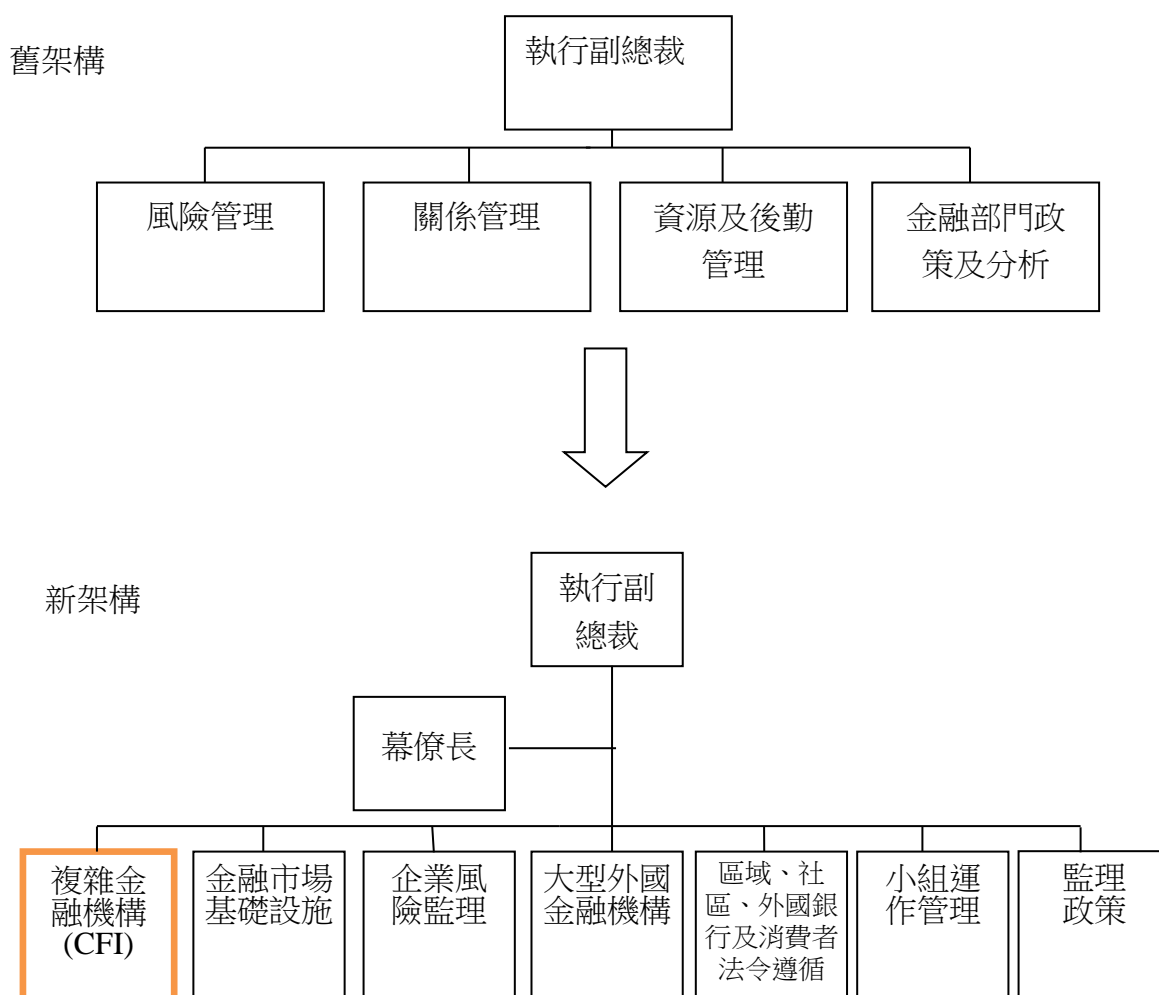 舊架構
執行副總裁
風險管理
關係管理
資源及後勤
管理
金融部門政
策及分析
新架構
執行副
總裁
幕僚長
複雜金
融機構
(CFI)
金融市場
基礎設施
企業風
險監理
大型外國
金融機構
區域、社
區、外國銀
行及消費者
法令遵循
小組運
作管理
監理
政策